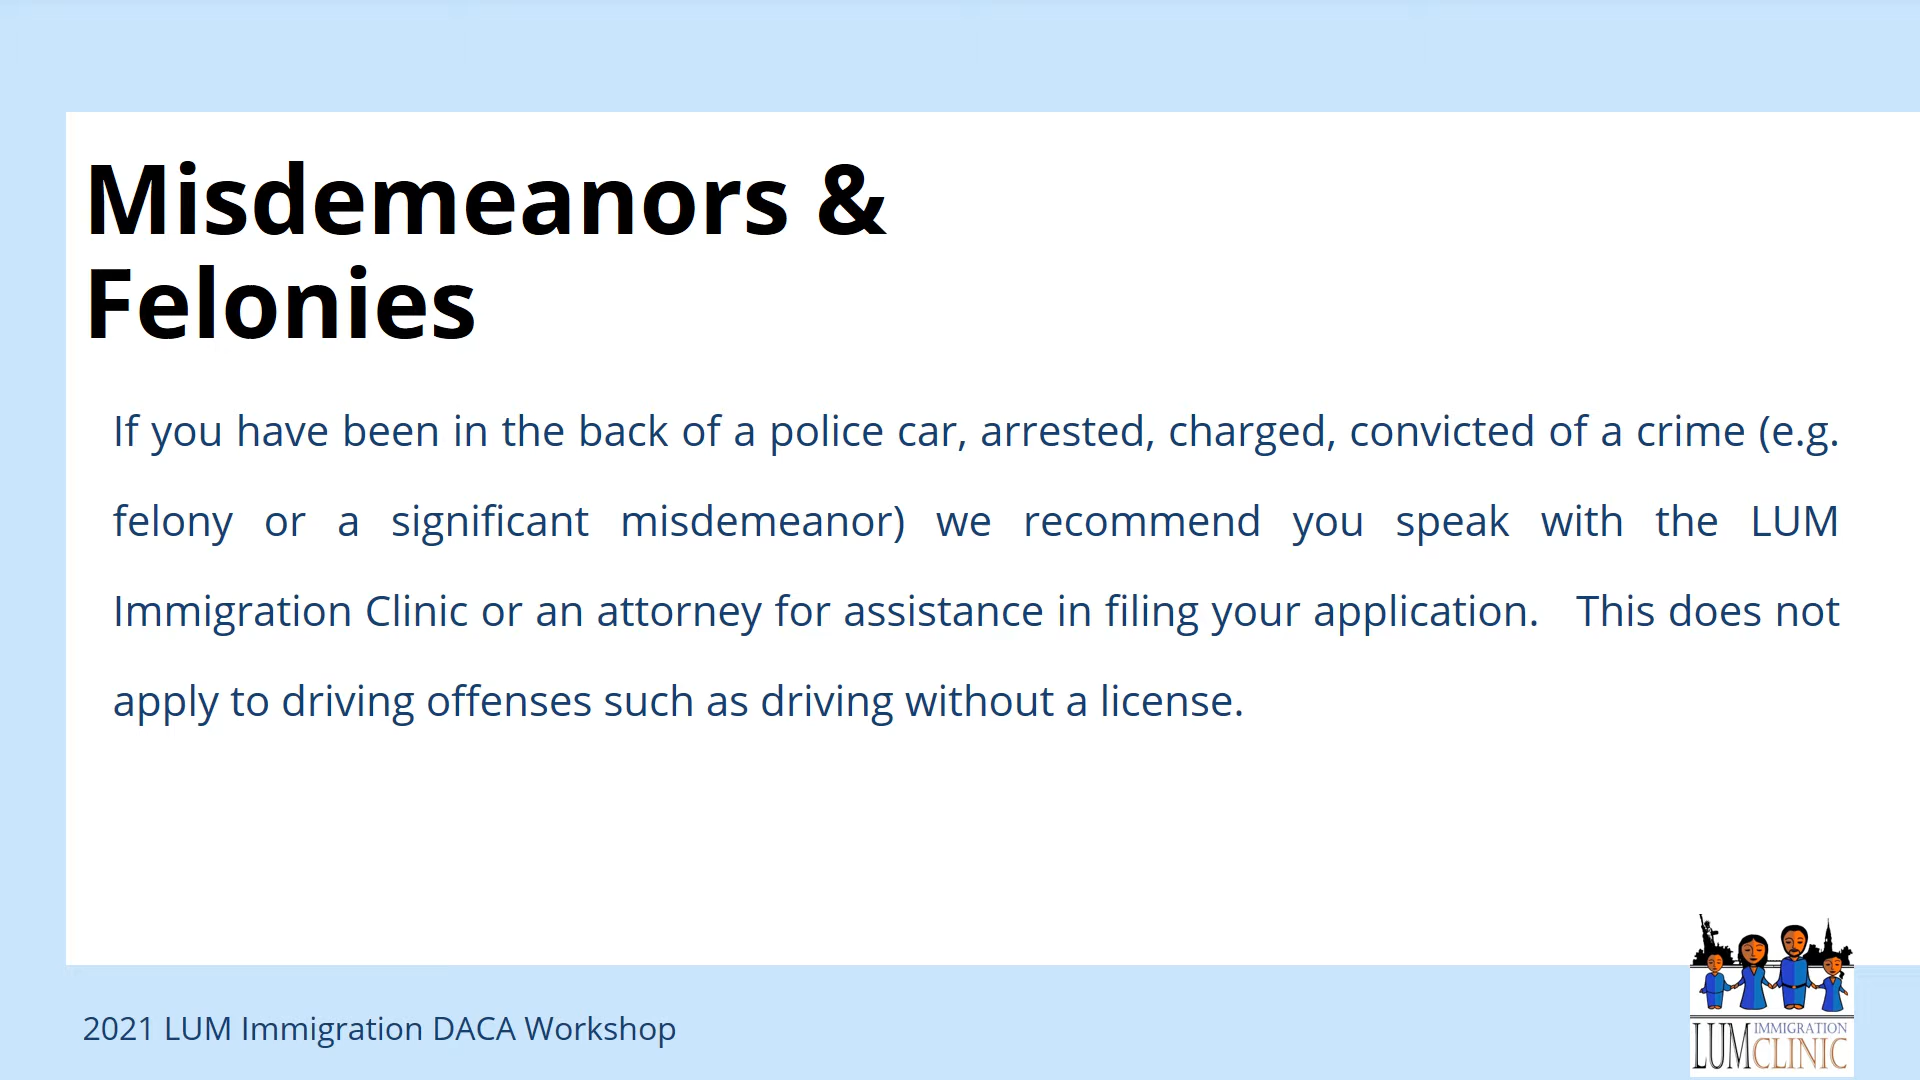 Misdemeanors &
Felonies
If you have been in the back of a police car, arrested, charged, convicted of a crime (e.g.
felony or a significant misdemeanor) we recommend you speak with the LUM
Immigration Clinic or an attorney for assistance in filing your application. This does not
apply to driving offenses such as driving without a license.
2021 LUM Immigration DACA Workshop
LUM IMMIGRATION
CLINIC